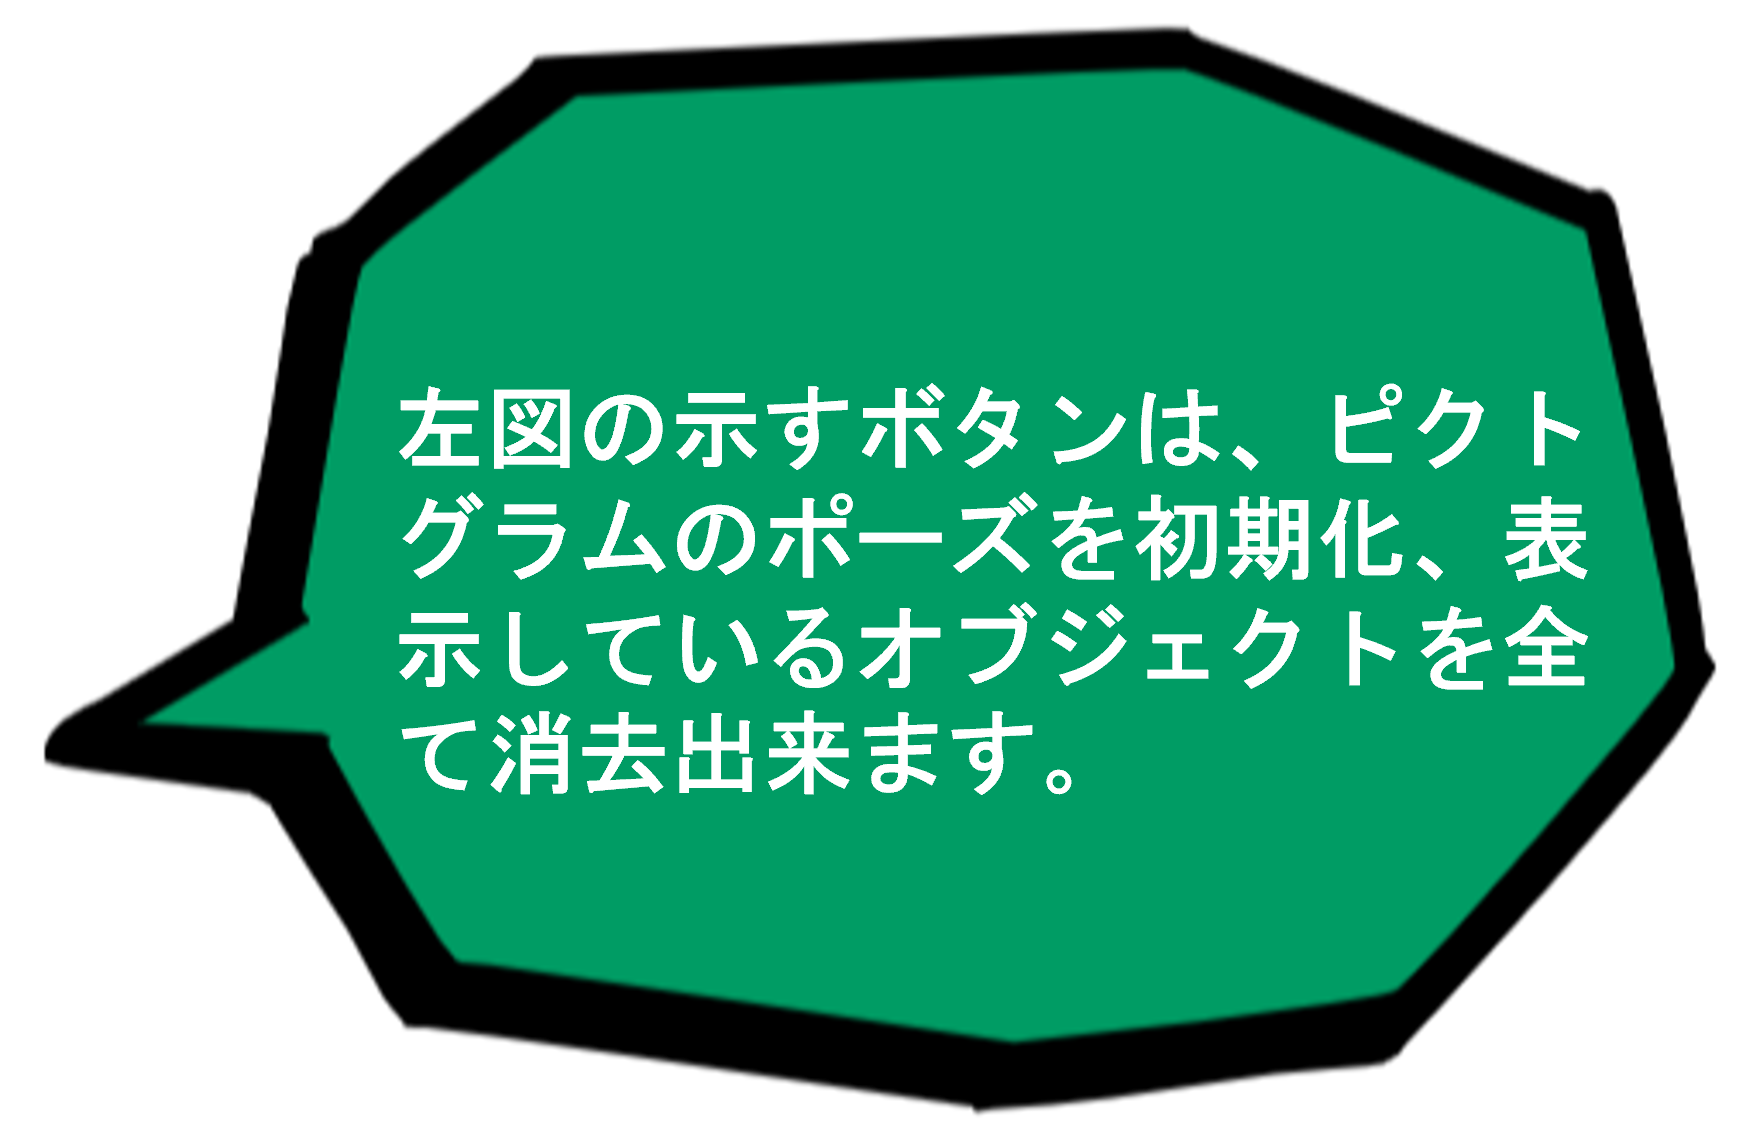 左図の示すボタンは、ピクト
グラムのポーズを初期化、表
示しているオブジェクトを全
て消去出来ます。